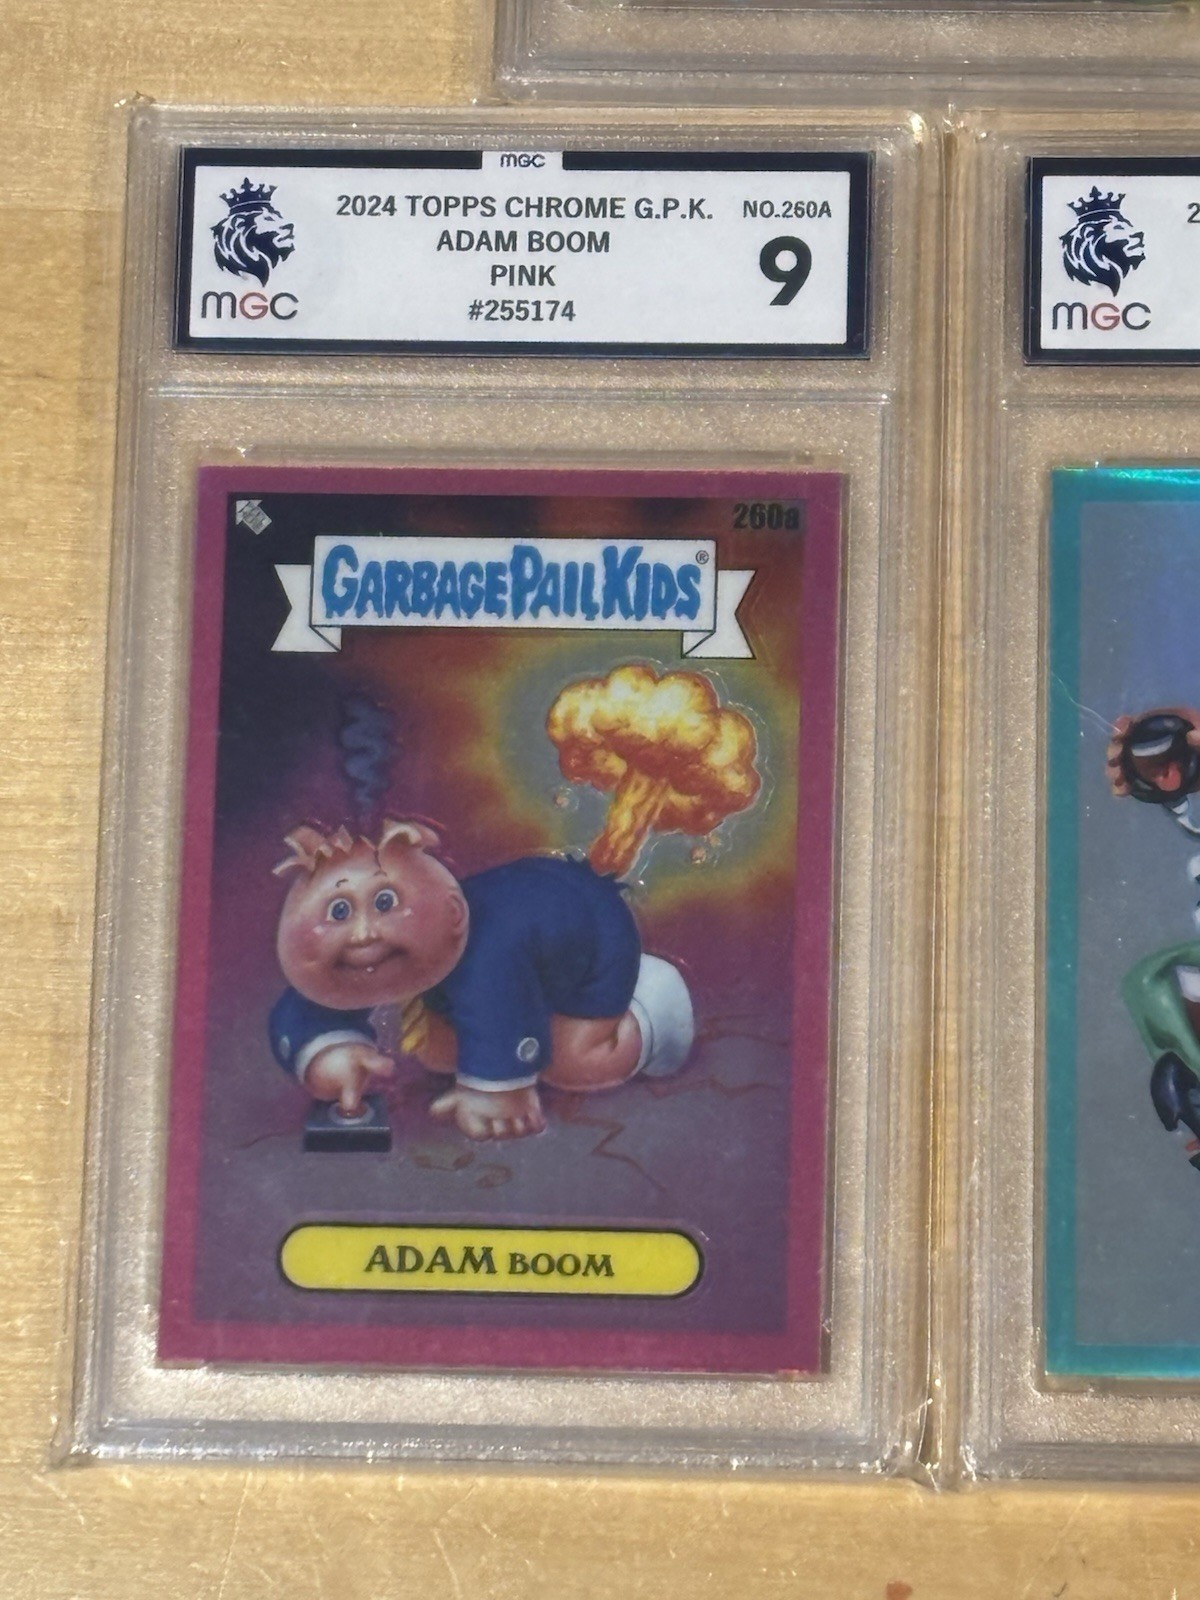 MGC
2024 TOPPS CHROME G.P.K.
NO.260A
ADAM BOOM
9
PINK
#255174
MGC
260a
GARBAGE PAIL KIDS®
ADAM BOOM
2
MGC